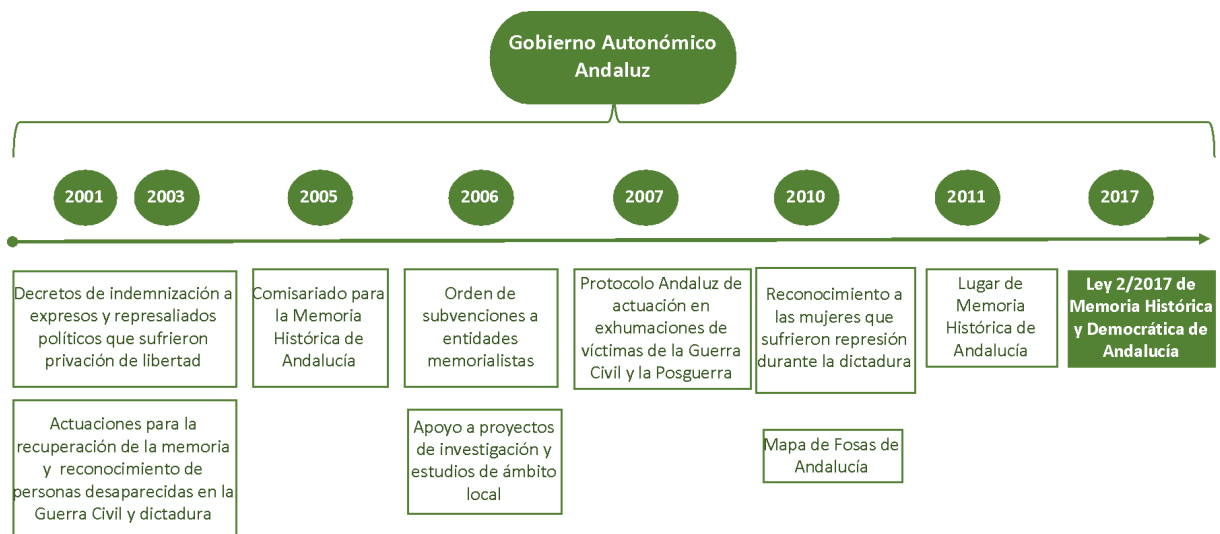 Gobierno Autonómico
Andaluz
2001
2003
2005
2006
2007
2010
2011
2017
Decretos de indemnización a
expresos y represaliados
políticos que sufrieron
privación de libertad
Actuaciones para la
recuperación de la memoria
y reconocimiento de
personas desaparecidas en la
Guerra Civil y dictadura
Comisariado para
la Memoria
Histórica de
Andalucía
Orden de
subvenciones a
entidades
memorialistas
Apoyo a proyectos
de investigación y
estudios de ámbito
local
Protocolo Andaluz de
actuación en
exhumaciones de
víctimas de la Guerra
Civil y la Posguerra
Reconocimiento a
las mujeres que
sufrieron represión
durante la dictadura
Mapa de Fosas de
Andalucía
Lugar de
Memoria
Histórica de
Andalucía
Ley 2/2017 de
Memoria Histórica
y Democrática de
Andalucía